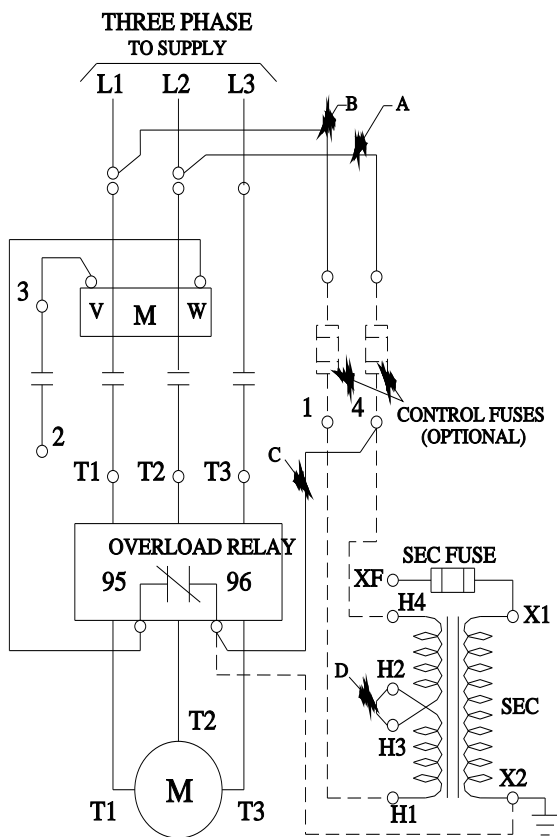 THREE PHASE
TO SUPPLY
L1 L2 L3
B A
3
V M W
2
1 4
CONTROL FUSES
(OPTIONAL)
C
T1 T2 T3
OVERLOAD RELAY
95 96
SEC FUSE
XF
H4 X1
D H2
H3
SEC
T2
X2
M
T1 T3
H1